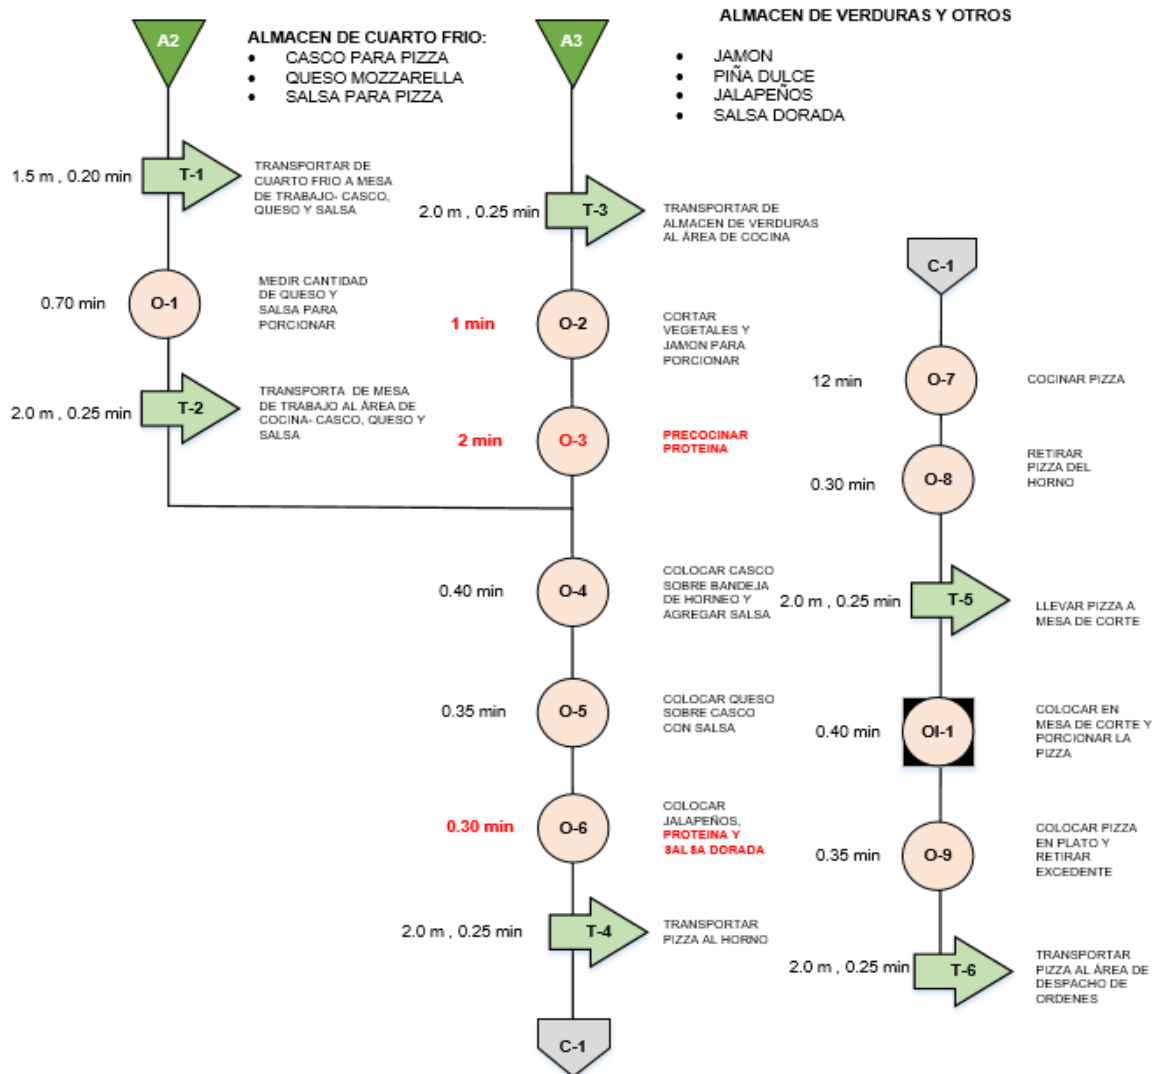 A2
ALMACEN DE CUARTO FRIO:
• CASCO PARA PIZZA
• QUESO MOZZARELLA
• SALSA PARA PIZZA
1.5 m , 0.20 min
T-1
TRANSPORTAR DE
CUARTO FRIO A MESA
DE TRABAJO- CASCO,
QUESO Y SALSA
0.70 min
O-1
MEDIR CANTIDAD
DE QUESO Y
SALSA PARA
PORCIONAR
2.0 m , 0.25 min
T-2
TRANSPORTA DE MESA
DE TRABAJO AL ÁREA DE
COCINA- CASCO, QUESO Y
SALSA
A3
ALMACEN DE VERDURAS Y OTROS
• JAMON
• PIÑA DULCE
• JALAPEÑOS
• SALSA DORADA
2.0 m , 0.25 min
T-3
TRANSPORTAR DE
ALMACEN DE VERDURAS
AL ÁREA DE COCINA
1 min
O-2
CORTAR
VEGETALES Y
JAMON PARA
PORCIONAR
2 min
O-3
PRECOCINAR
PROTEINA
0.40 min
O-4
COLOCAR CASCO
SOBRE BANDEJA
DE HORNEO Y
AGREGAR SALSA
0.35 min
O-5
COLOCAR QUESO
SOBRE CASCO
CON SALSA
0.30 min
O-6
COLOCAR
JALAPEÑOS,
PROTEINA Y
SALSA DORADA
2.0 m , 0.25 min
T-4
TRANSPORTAR
PIZZA AL HORNO
C-1
C-1
12 min
O-7
COCINAR PIZZA
0.30 min
O-8
RETIRAR
PIZZA DEL
HORNO
2.0 m , 0.25 min
T-5
LLEVAR PIZZA A
MESA DE CORTE
0.40 min
OI-1
COLOCAR EN
MESA DE CORTE Y
PORCIONAR LA
PIZZA
0.35 min
O-9
COLOCAR PIZZA
EN PLATO Y
RETIRAR
EXCEDENTE
2.0 m , 0.25 min
T-6
TRANSPORTAR
PIZZA AL ÁREA DE
DESPACHO DE
ORDENES